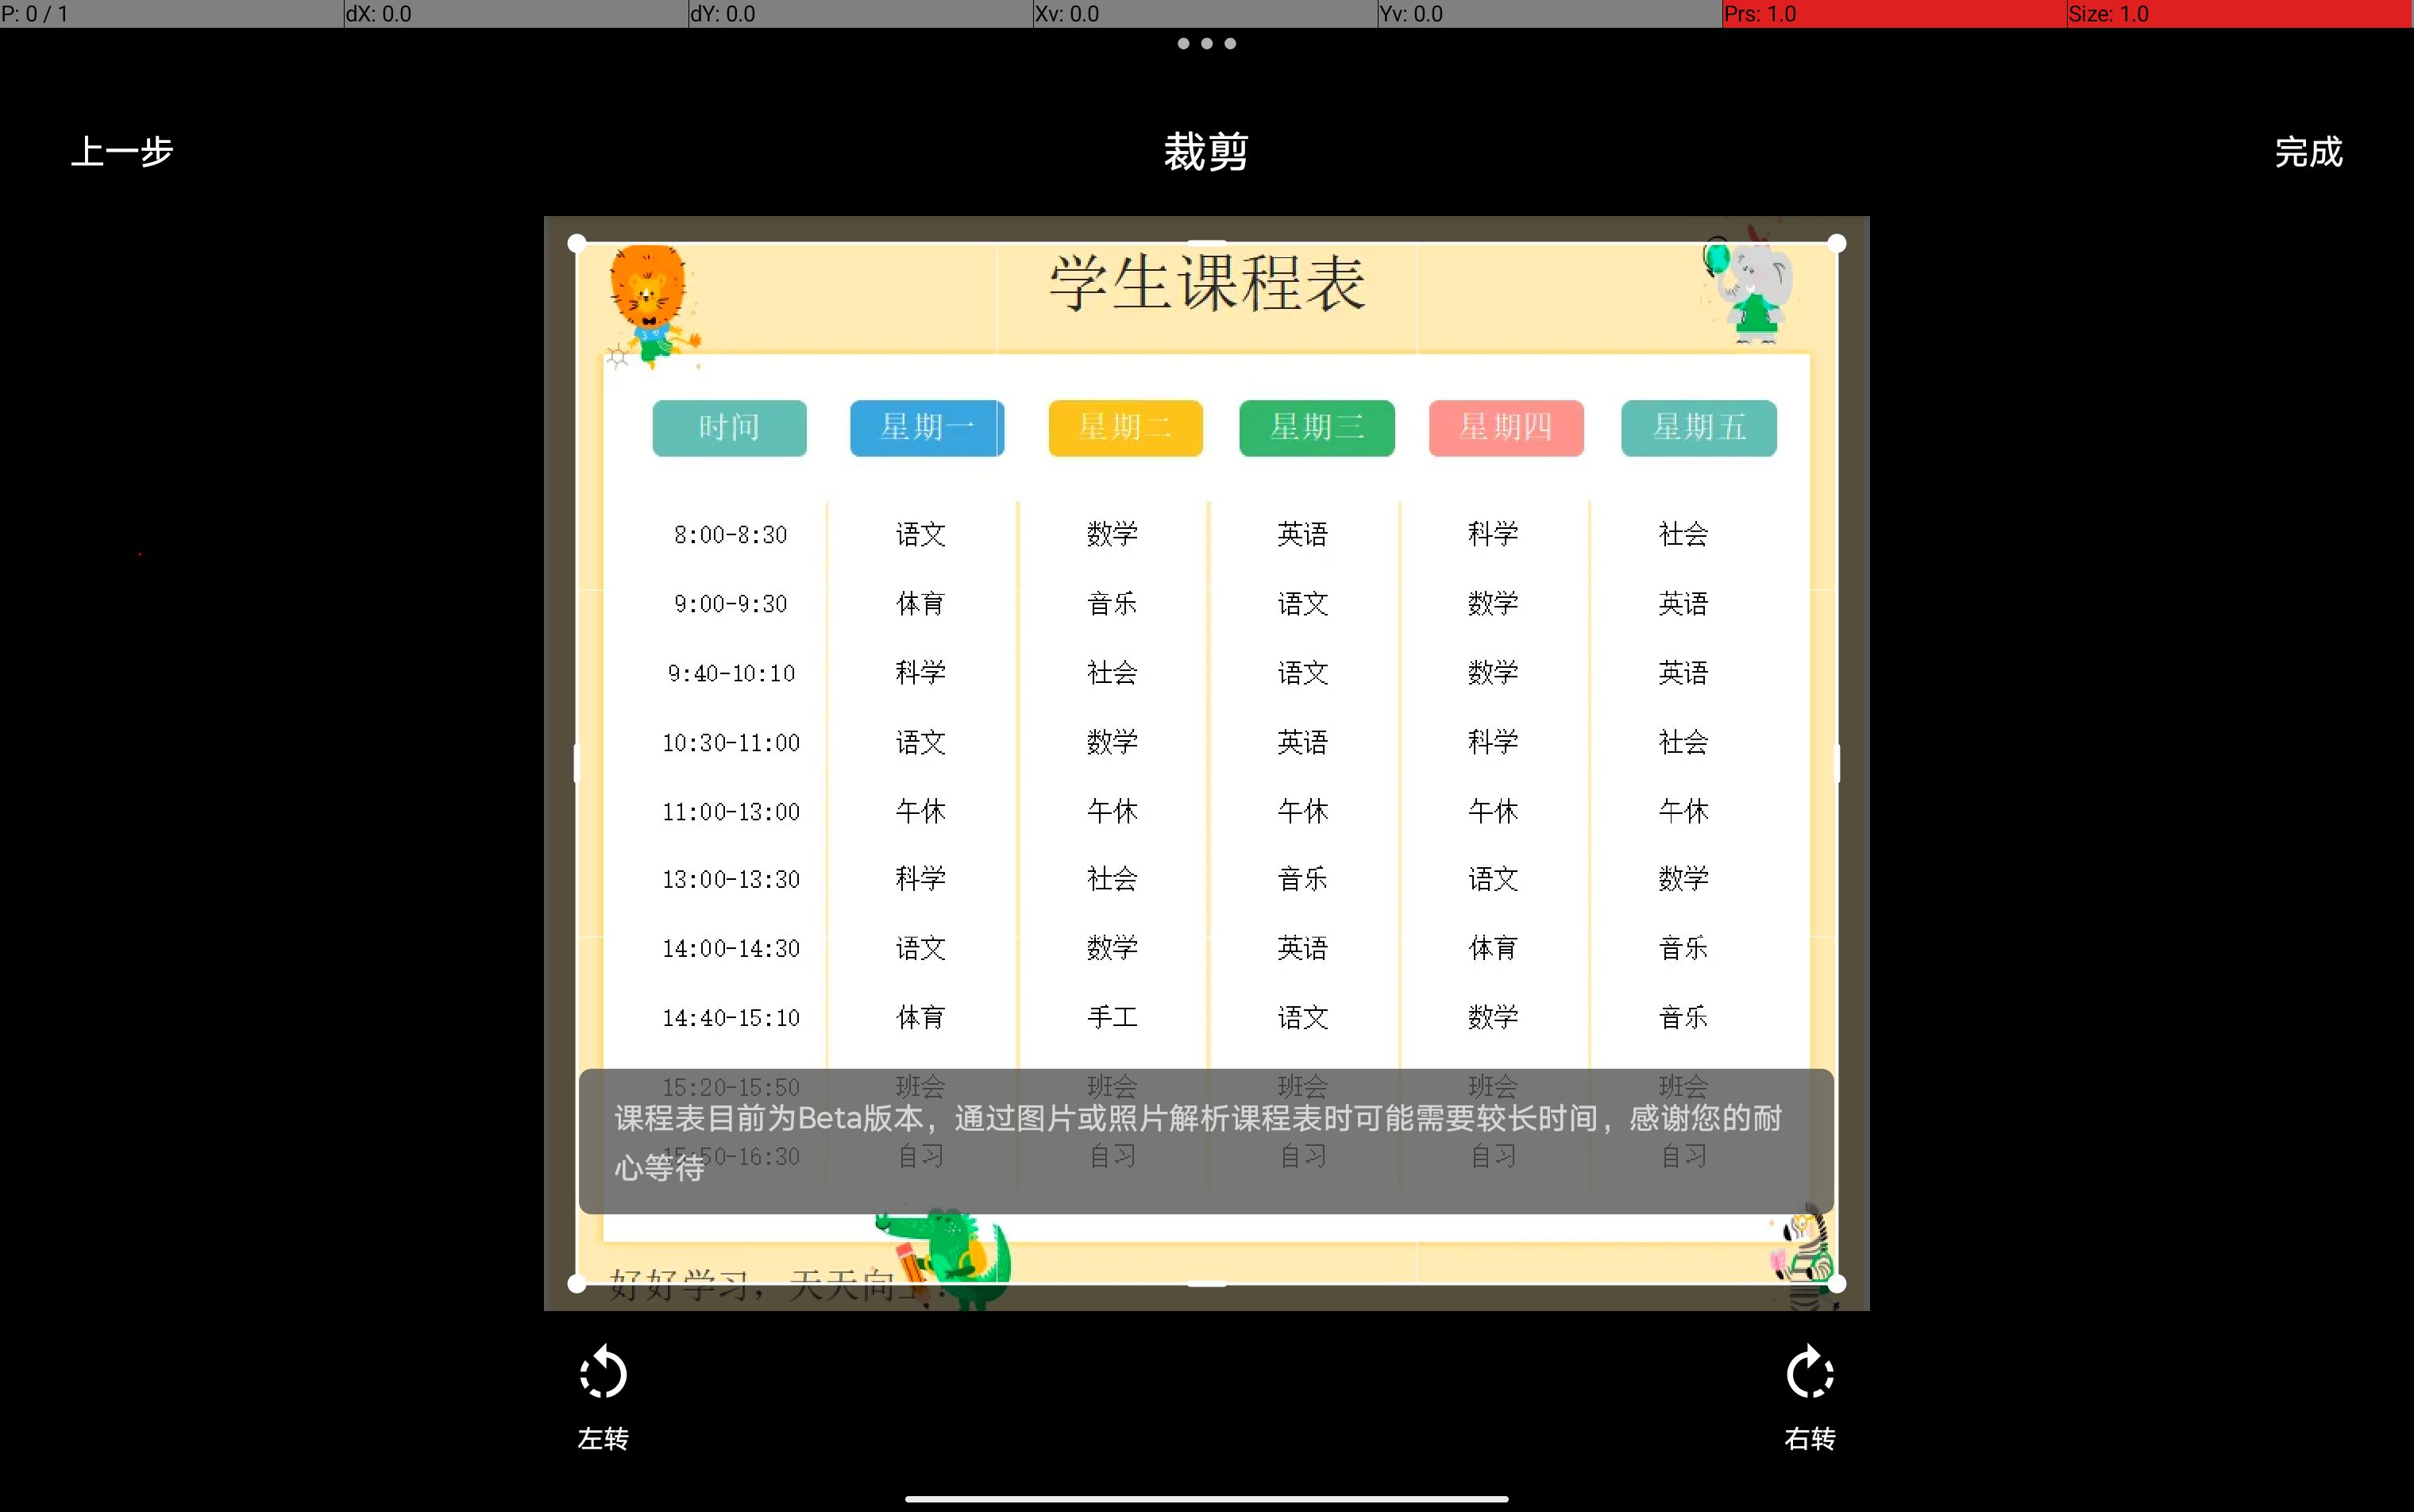 P: 0 / 1 dX: 0.0 dY: 0.0 Xv: 0.0 Yv: 0.0 Prs: 1.0 Size: 1.0
上一步 裁剪 完成
学生课程表
时间 星期一 星期二 星期三 星期四 星期五
8:00-8:30 语文 数学 英语 科学 社会
9:00-9:30 体育 音乐 语文 数学 英语
9:40-10:10 科学 社会 语文 数学 英语
10:30-11:00 语文 数学 英语 科学 社会
11:00-13:00 午休 午休 午休 午休 午休
13:00-13:30 科学 社会 音乐 语文 数学
14:00-14:30 语文 数学 英语 体育 音乐
14:40-15:10 体育 手工 语文 数学 音乐
15:20-15:50 班会 班会 班会 班会 班会
课程表目前为Beta版本，通过图片或照片解析课程表时可能需要较长时间，感谢您的耐
心等待
15:50-16:30 自习 自习 自习 自习 自习
好好学习，天天向上！
左转 右转